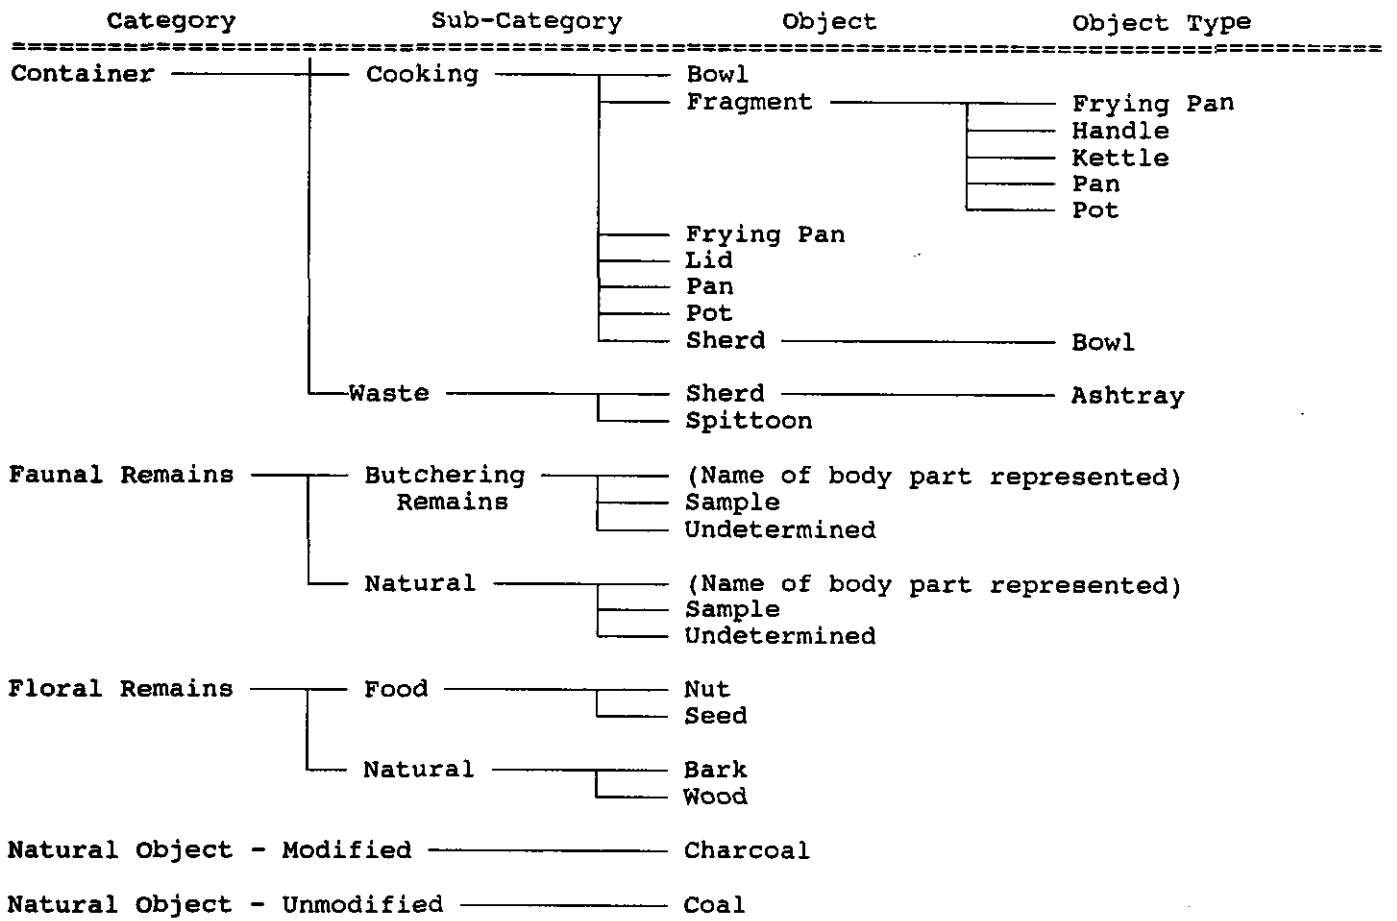 Category Sub-Category Object Object Type
================================================================================
Container Cooking Bowl
Fragment Frying Pan
Handle
Kettle
Pan
Pot
Frying Pan
Lid
Pan
Pot
Sherd Bowl
Waste Sherd Ashtray
Spittoon
Faunal Remains Butchering (Name of body part represented)
Remains Sample
Undetermined
Natural (Name of body part represented)
Sample
Undetermined
Floral Remains Food Nut
Seed
Natural Bark
Wood
Natural Object - Modified Charcoal
Natural Object - Unmodified Coal